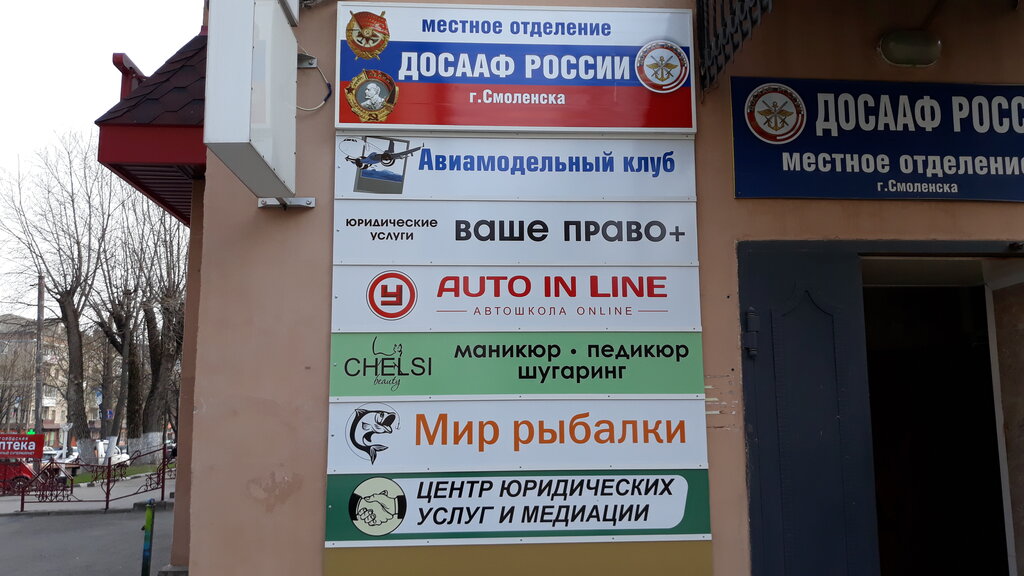 местное отделение
ДОСААФ РОССИИ
г.Смоленска
Авиамодельный клуб
юридические
услуги
ваше право+
У
AUTO IN LINE
АВТОШКОЛА ONLINE
CHELSI
beauty
маникюр • педикюр
шугаринг
Мир рыбалки
ЦЕНТР ЮРИДИЧЕСКИХ
УСЛУГ И МЕДИАЦИИ
ДОСААФ РОСС
местное отделение
г.Смоленска
птека